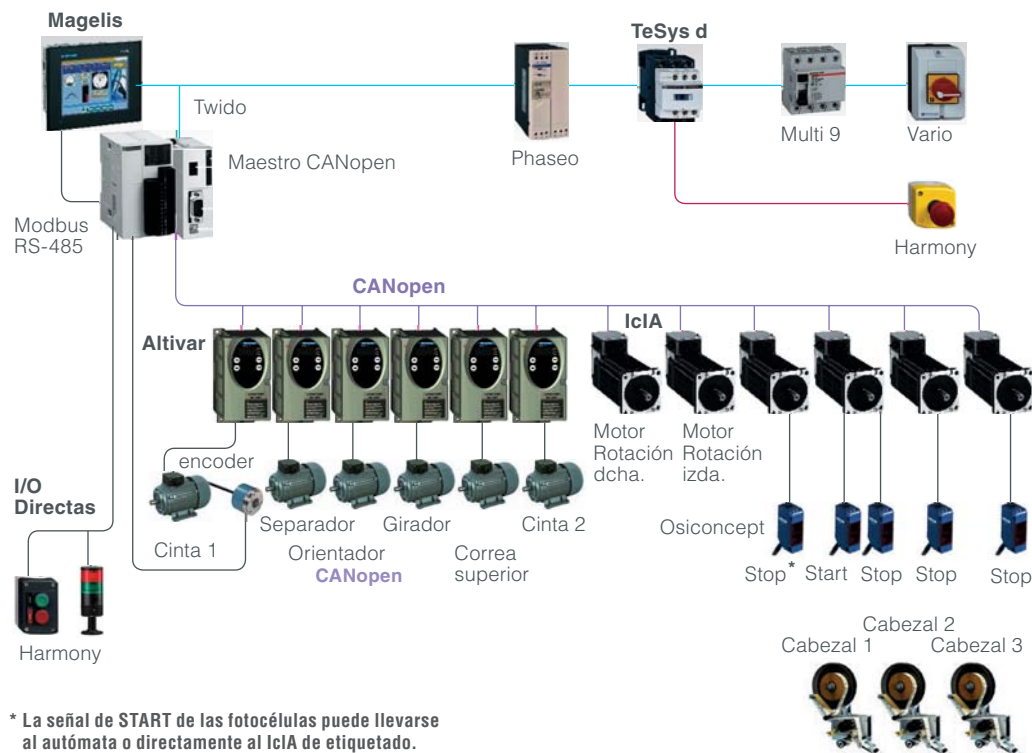 Magelis
TeSys d
Twido
Maestro CANopen
Phaseo
Multi 9
Vario
Modbus
RS-485
Harmony
CANopen
Altivar
IcIA
encoder
Motor
Rotación
dcha.
Motor
Rotación
izda.
I/O
Directas
Cinta 1
Separador
Orientador
CANopen
Girador
Correa
superior
Cinta 2
Osiconcept
Stop*
Start
Stop
Stop
Stop
Harmony
Cabezal 1
Cabezal 2
Cabezal 3
* La señal de START de las fotocélulas puede llevarse
al autómata o directamente al IcIA de etiquetado.